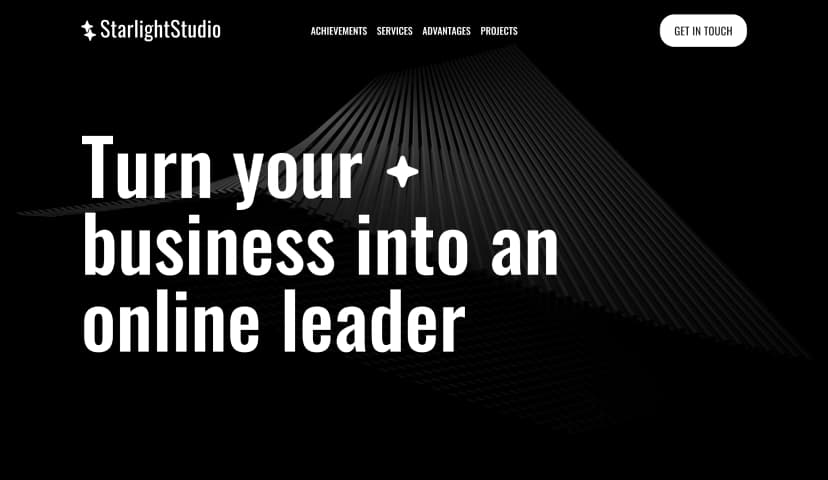 StarlightStudio
ACHIEVEMENTS SERVICES ADVANTAGES PROJECTS
GET IN TOUCH
Turn your
business into an
online leader